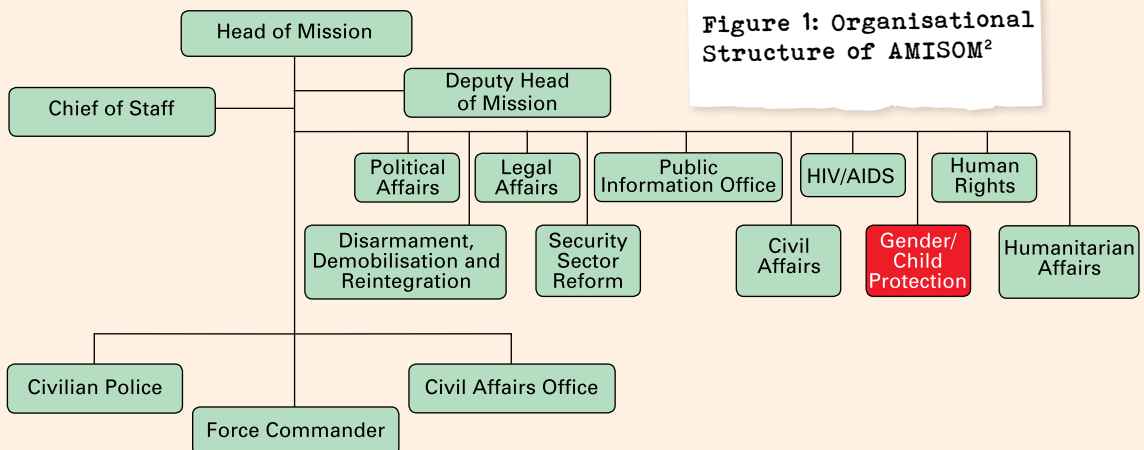 Head of Mission
Figure 1: Organisational
Structure of AMISOM²
Deputy Head
of Mission
Chief of Staff
Political
Affairs
Legal
Affairs
Public
Information Office
HIV/AIDS
Human
Rights
Disarmament,
Demobilisation and
Reintegration
Security
Sector
Reform
Civil
Affairs
Gender/
Child
Protection
Humanitarian
Affairs
Civilian Police
Civil Affairs Office
Force Commander